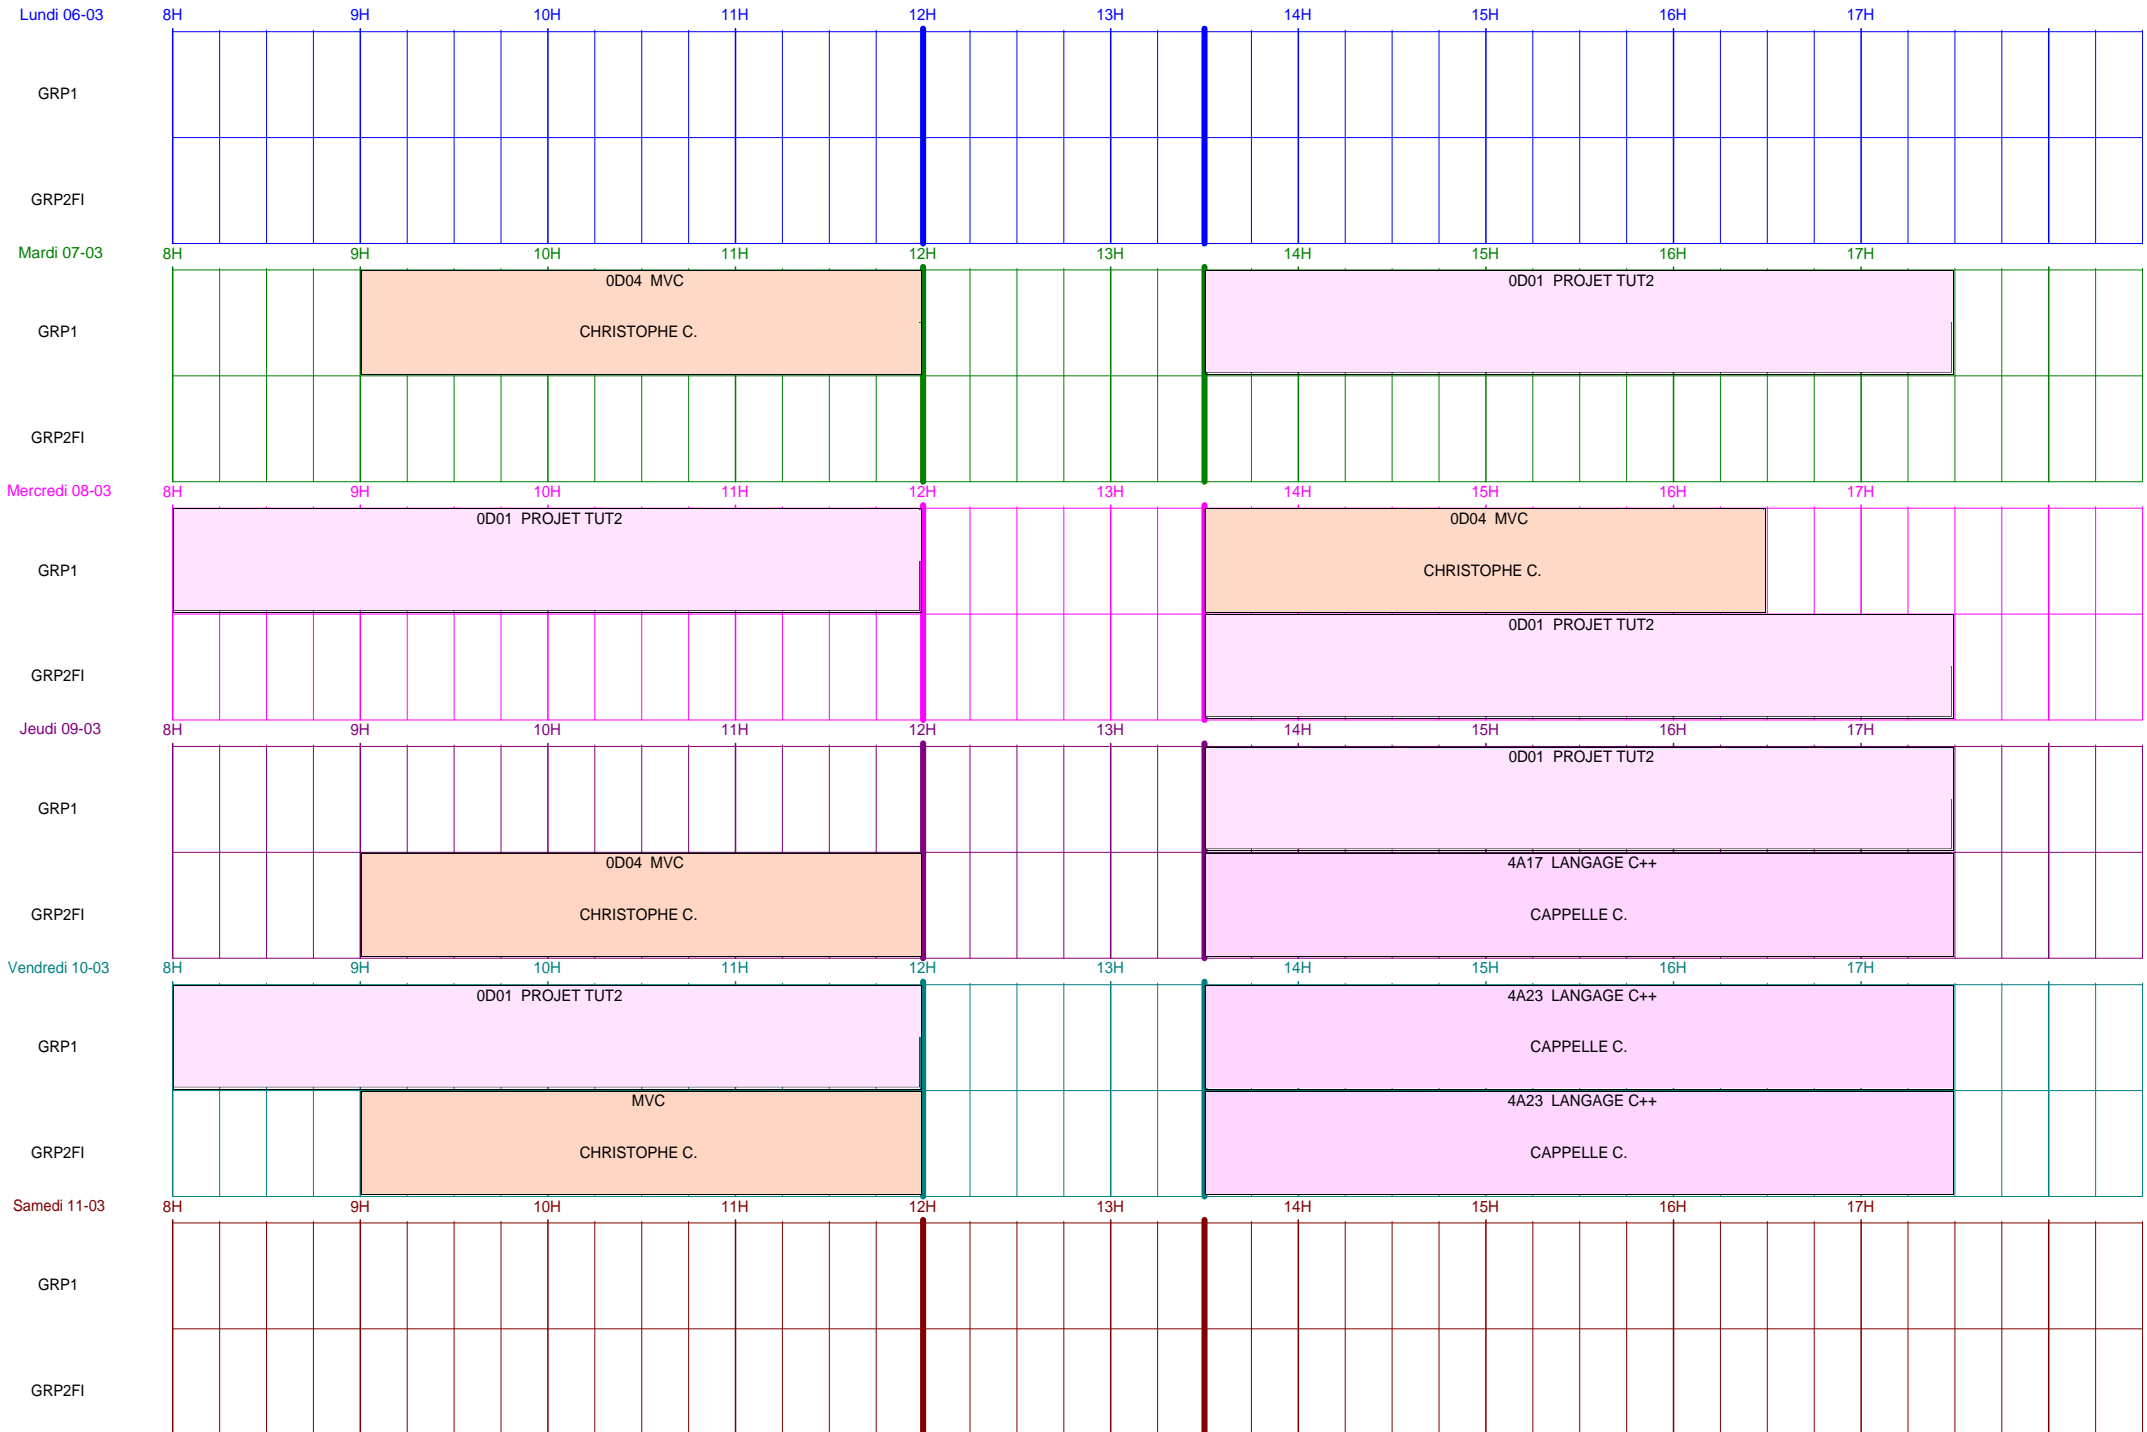 Lundi 06-03 8H 9H 10H 11H 12H 13H 14H 15H 16H 17H
GRP1
GRP2FI
Mardi 07-03 8H 9H 10H 11H 12H 13H 14H 15H 16H 17H
0D04 MVC 0D01 PROJET TUT2
GRP1 CHRISTOPHE C.
GRP2FI
Mercredi 08-03 8H 9H 10H 11H 12H 13H 14H 15H 16H 17H
0D01 PROJET TUT2 0D04 MVC
GRP1 CHRISTOPHE C.
0D01 PROJET TUT2
GRP2FI
Jeudi 09-03 8H 9H 10H 11H 12H 13H 14H 15H 16H 17H
0D01 PROJET TUT2
GRP1
0D04 MVC 4A17 LANGAGE C++
GRP2FI CHRISTOPHE C. CAPPELLE C.
Vendredi 10-03 8H 9H 10H 11H 12H 13H 14H 15H 16H 17H
0D01 PROJET TUT2 4A23 LANGAGE C++
GRP1 CAPPELLE C.
MVC 4A23 LANGAGE C++
GRP2FI CHRISTOPHE C. CAPPELLE C.
Samedi 11-03 8H 9H 10H 11H 12H 13H 14H 15H 16H 17H
GRP1
GRP2FI